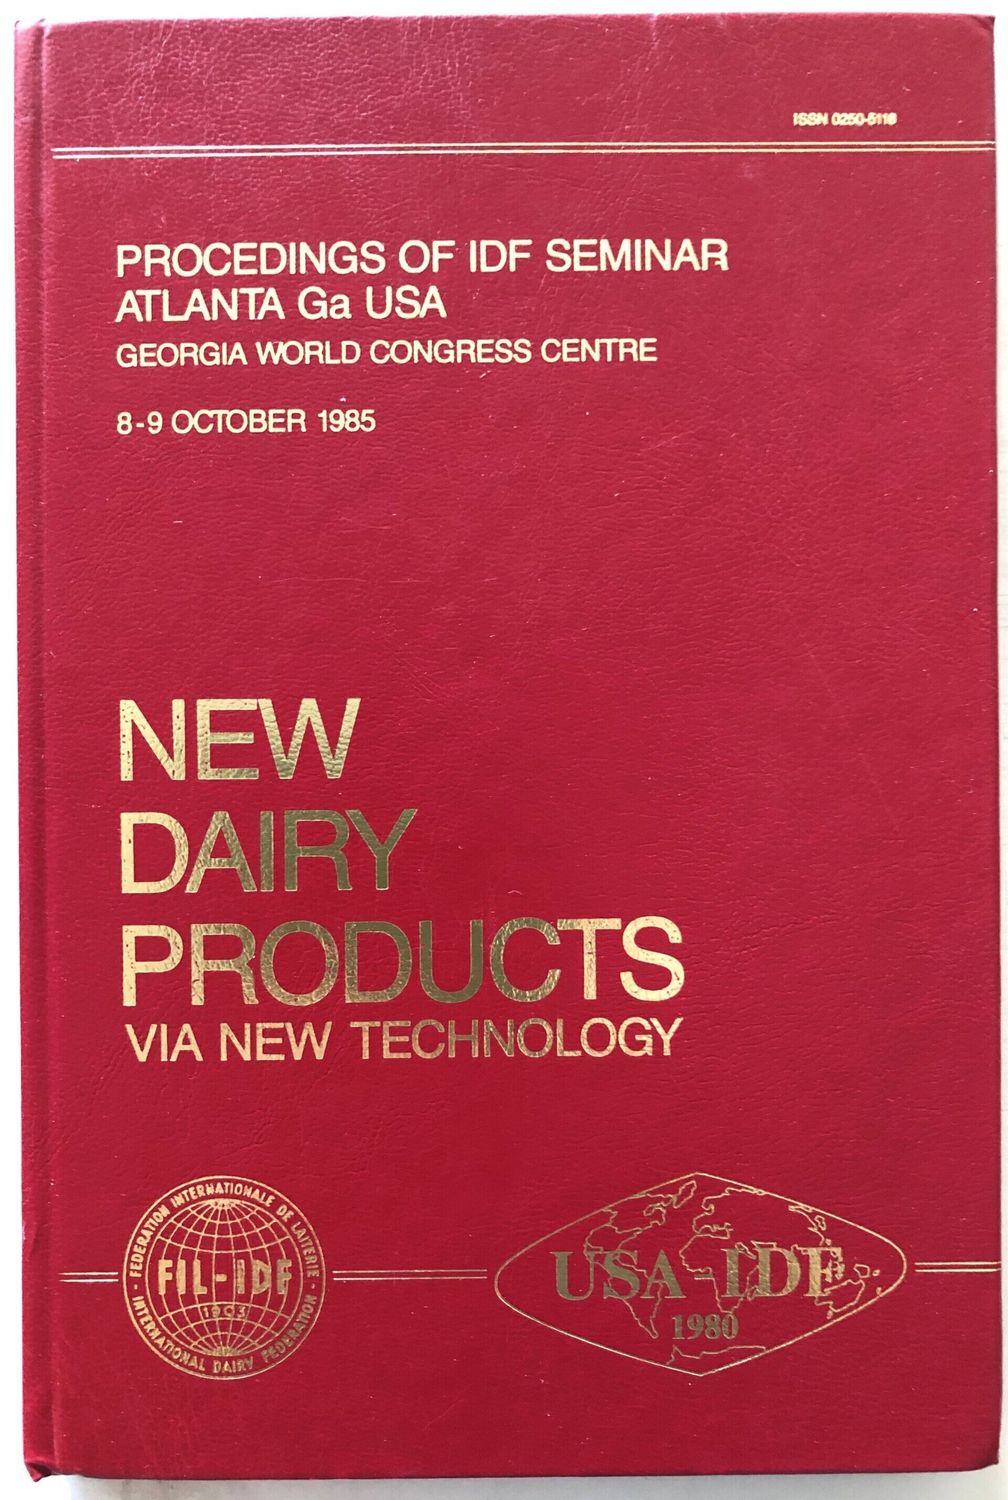 ISSN 0250-5118
PROCEDINGS OF IDF SEMINAR
ATLANTA Ga USA
GEORGIA WORLD CONGRESS CENTRE
8-9 OCTOBER 1985
NEW
DAIRY
PRODUCTS
VIA NEW TECHNOLOGY
FEDERATION INTERNATIONALE DE LAITERIE
FIL-IDF
1903
INTERNATIONAL DAIRY FEDERATION
USA-IDF
1980